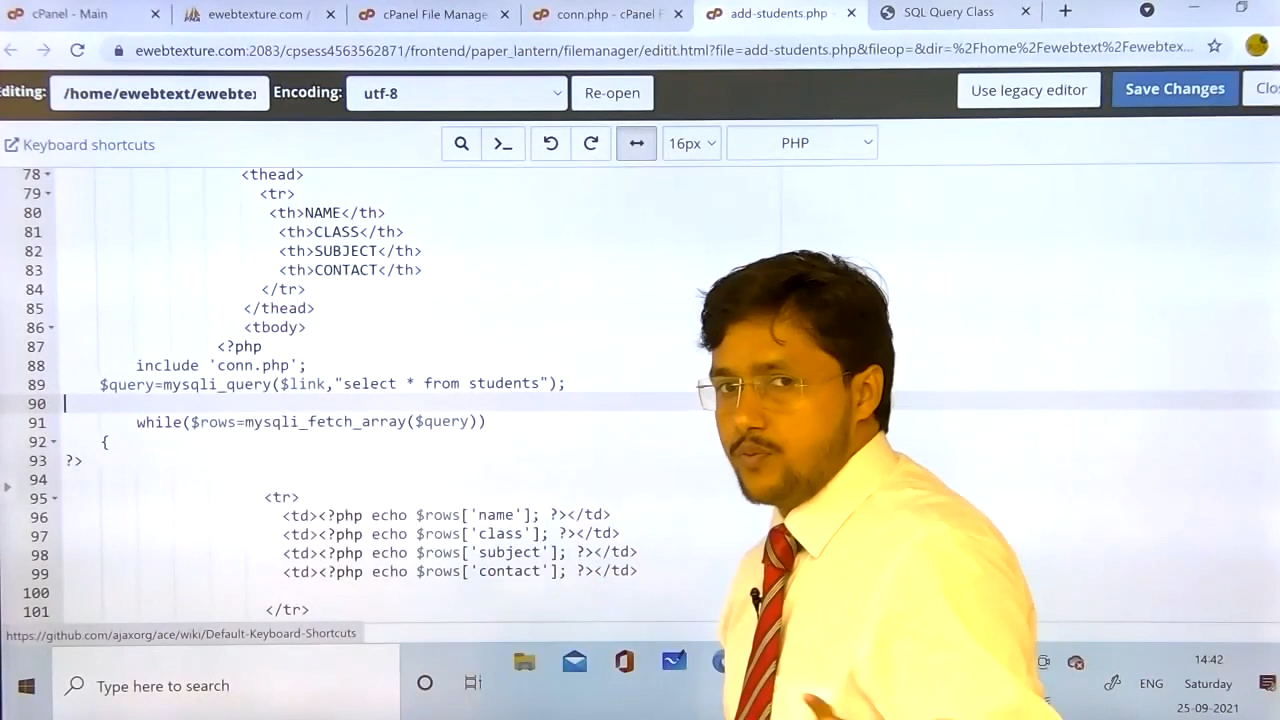 cPanel - Main
ewebtexture.com /
cPanel File Manage
conn.php - cPanel F
add-students.php -
SQL Query Class
ewebtexture.com:2083/cpsess4563562871/frontend/paper_lantern/filemanager/editit.html?file=add-students.php&fileop=&dir=%2Fhome%2Fewebtext%2Fewebtex...
diting: /home/ewebtext/ewebte Encoding: utf-8 Re-open Use legacy editor Save Changes Clo
Keyboard shortcuts 16px PHP
78 <thead>
79 <tr>
80 <th>NAME</th>
81 <th>CLASS</th>
82 <th>SUBJECT</th>
83 <th>CONTACT</th>
84 </tr>
85 </thead>
86 <tbody>
87 <?php
88 include 'conn.php';
89 $query=mysqli_query($link,"select * from students");
90
91 while($rows=mysqli_fetch_array($query))
92 {
93 ?>
94
95 <tr>
96 <td><?php echo $rows['name']; ?></td>
97 <td><?php echo $rows['class']; ?></td>
98 <td><?php echo $rows['subject']; ?></td>
99 <td><?php echo $rows['contact']; ?></td>
100
101 </tr>
https://github.com/ajaxorg/ace/wiki/Default-Keyboard-Shortcuts
Type here to search
14:42
ENG Saturday
25-09-2021